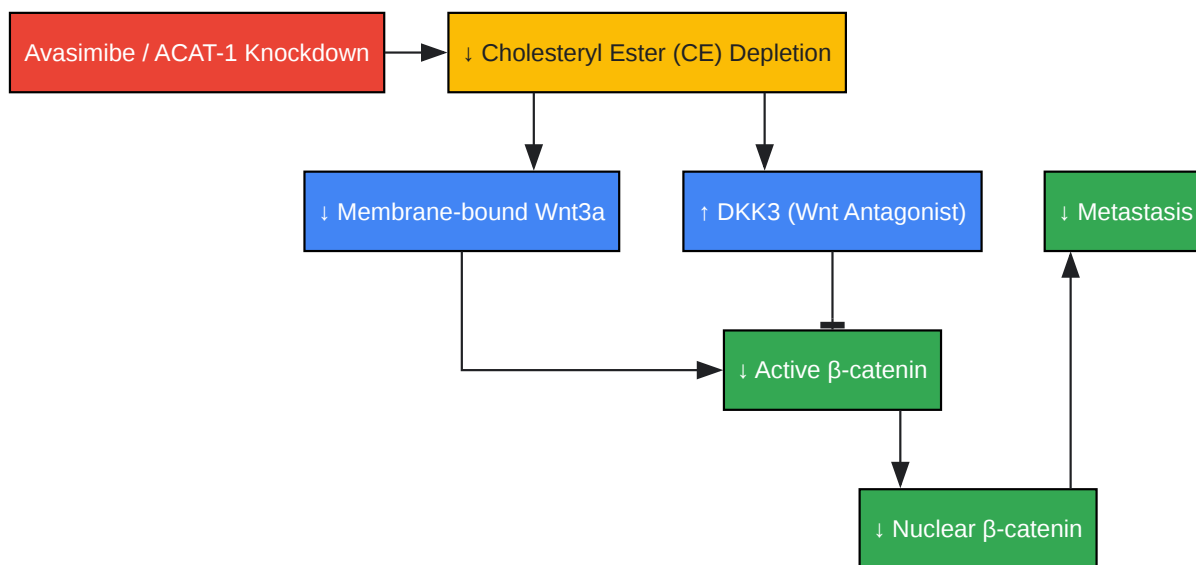 Avasimibe / ACAT-1 Knockdown
↓ Cholesteryl Ester (CE) Depletion
↓ Membrane-bound Wnt3a
↑ DKK3 (Wnt Antagonist)
↓ Metastasis
↓ Active β-catenin
↓ Nuclear β-catenin